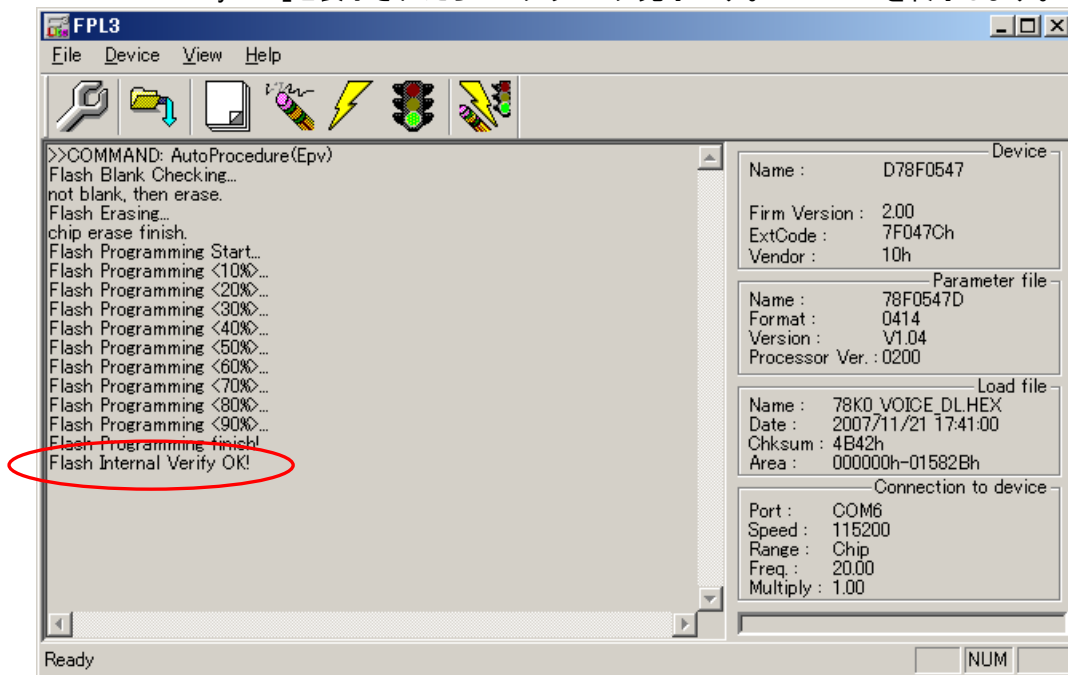 FPL3
File Device View Help
>>COMMAND: AutoProcedure(Epv)
Flash Blank Checking...
not blank, then erase.
Flash Erasing...
chip erase finish.
Flash Programming Start...
Flash Programming <10%>...
Flash Programming <20%>...
Flash Programming <30%>...
Flash Programming <40%>...
Flash Programming <50%>...
Flash Programming <60%>...
Flash Programming <70%>...
Flash Programming <80%>...
Flash Programming <90%>...
Flash Programming finish!
Flash Internal Verify OK!
Device
Name : D78F0547
Firm Version : 2.00
ExtCode : 7F047Ch
Vendor : 10h
Parameter file
Name : 78F0547D
Format : 0414
Version : V1.04
Processor Ver. : 0200
Load file
Name : 78K0_VOICE_DL.HEX
Date : 2007/11/21 17:41:00
Chksum : 4B42h
Area : 000000h-01582Bh
Connection to device
Port : COM6
Speed : 115200
Range : Chip
Freq. : 20.00
Multiply : 1.00
Ready
NUM